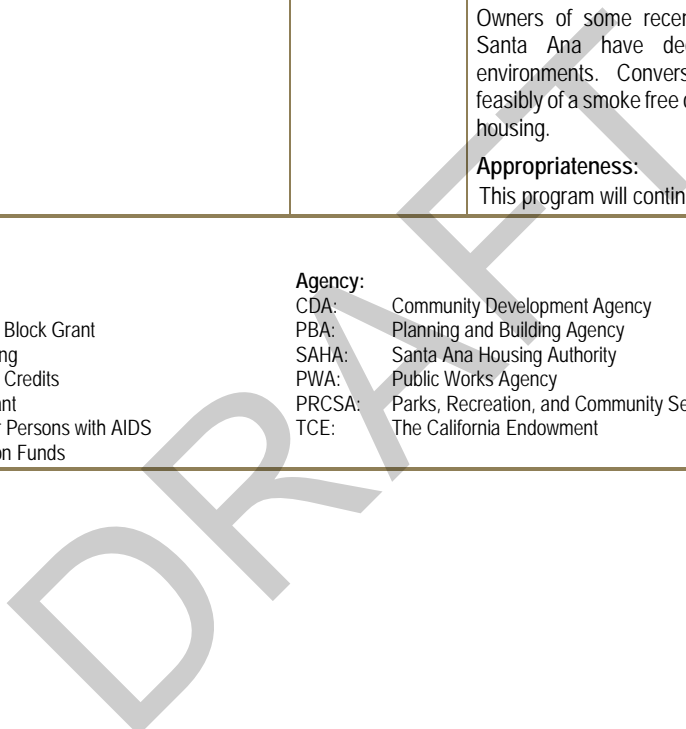 Owners of some recen
Santa Ana have de
environments. Convers
feasibly of a smoke free
housing.
Appropriateness:
This program will contin
Block Grant
ng
Credits
nt
Persons with AIDS
on Funds
Agency:
CDA: Community Development Agency
PBA: Planning and Building Agency
SAHA: Santa Ana Housing Authority
PWA: Public Works Agency
PRCSA: Parks, Recreation, and Community Se
TCE: The California Endowment
DRAFT